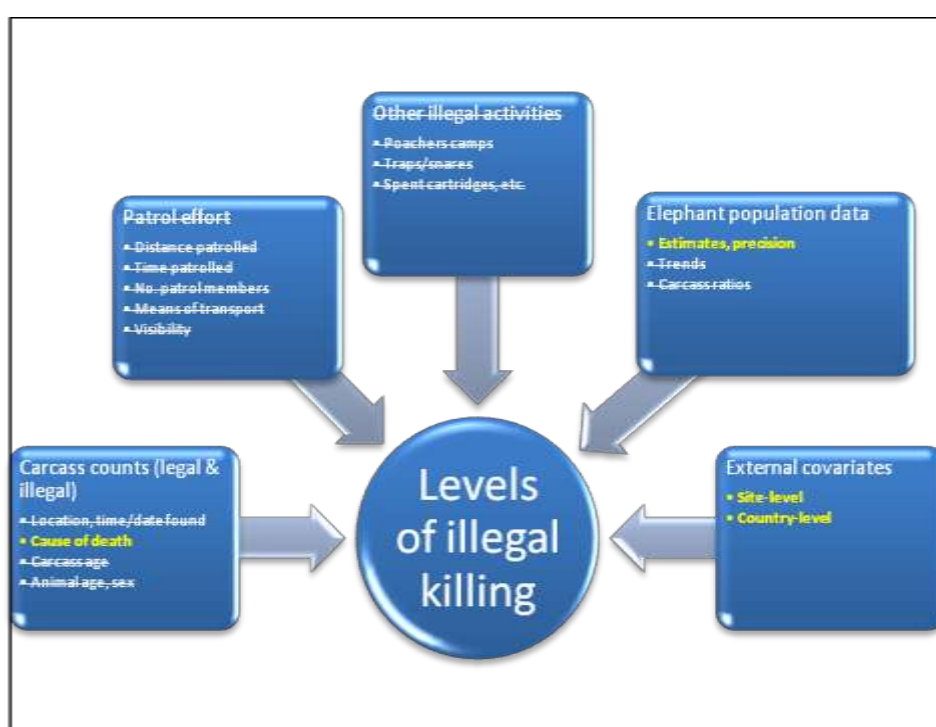 Other illegal activities
• Poachers camps
• Traps/snares
• Spent cartridges, etc.
Patrol effort
• Distance patrolled
• Time patrolled
• No. patrol members
• Means of transport
• Visibility
Elephant population data
• Estimates, precision
• Trends
• Carcass ratios
Carcass counts (legal &
illegal)
• Location, time/date found
• Cause of death
• Carcass age
• Animal age, sex
Levels
of illegal
killing
External covariates
• Site-level
• Country-level